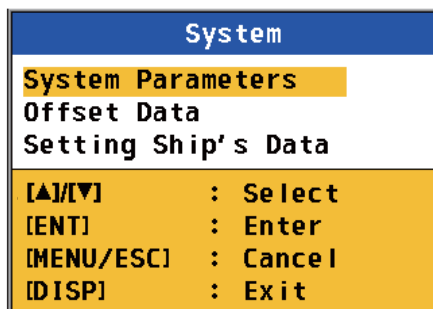 System
System Parameters
Offset Data
Setting Ship's Data
[▲]/[▼] : Select
[ENT] : Enter
[MENU/ESC] : Cancel
[DISP] : Exit